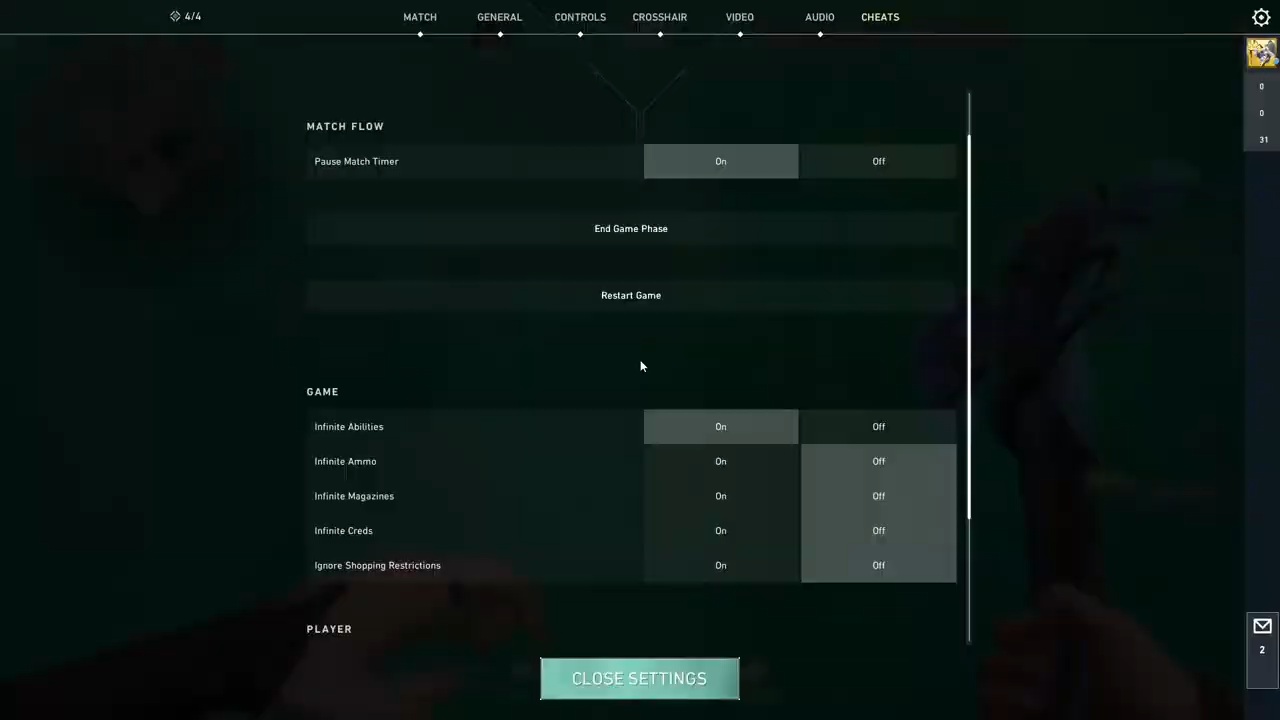 4/4
MATCH GENERAL CONTROLS CROSSHAIR VIDEO AUDIO CHEATS
0
0
31
MATCH FLOW
Pause Match Timer On Off
End Game Phase
Restart Game
GAME
Infinite Abilities On Off
Infinite Ammo On Off
Infinite Magazines On Off
Infinite Creds On Off
Ignore Shopping Restrictions On Off
PLAYER
2
CLOSE SETTINGS